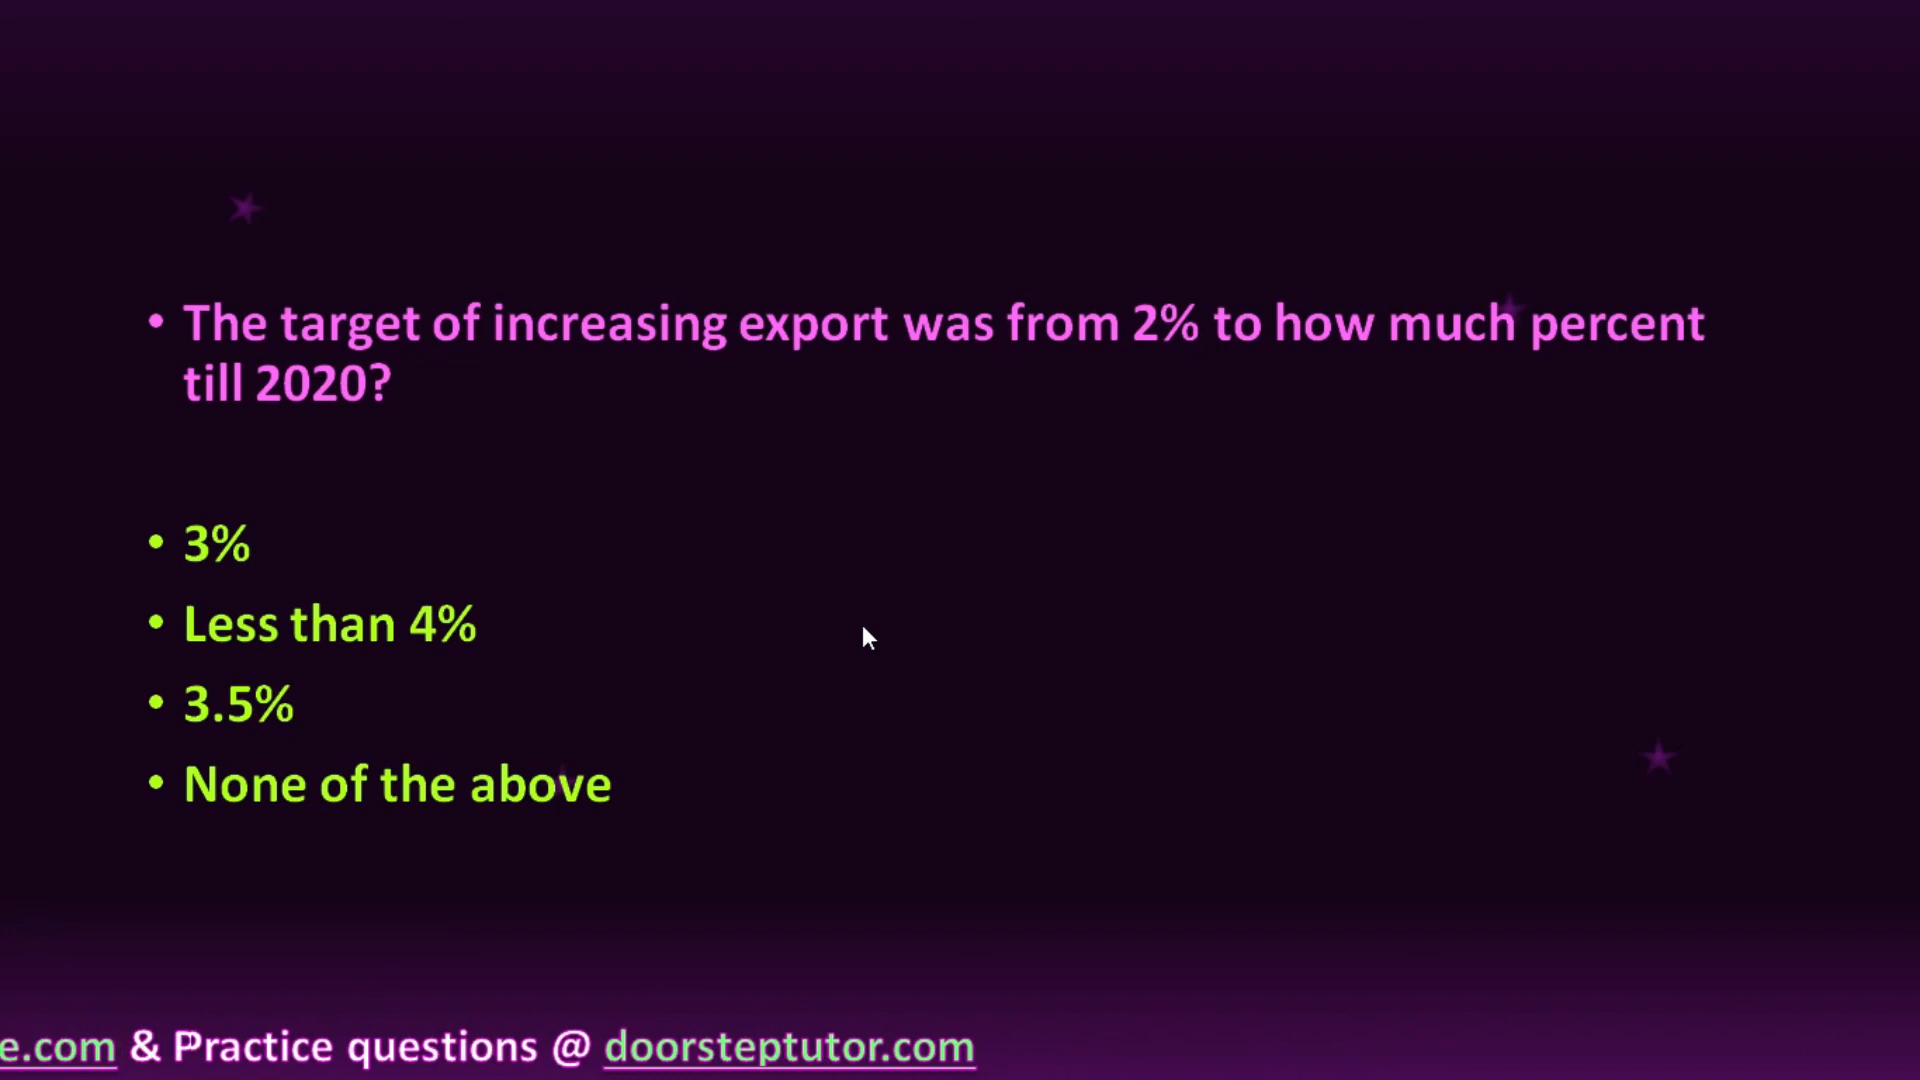 • The target of increasing export was from 2% to how much percent
till 2020?
• 3%
• Less than 4%
• 3.5%
• None of the above
e.com & Practice questions @ doorsteptutor.com